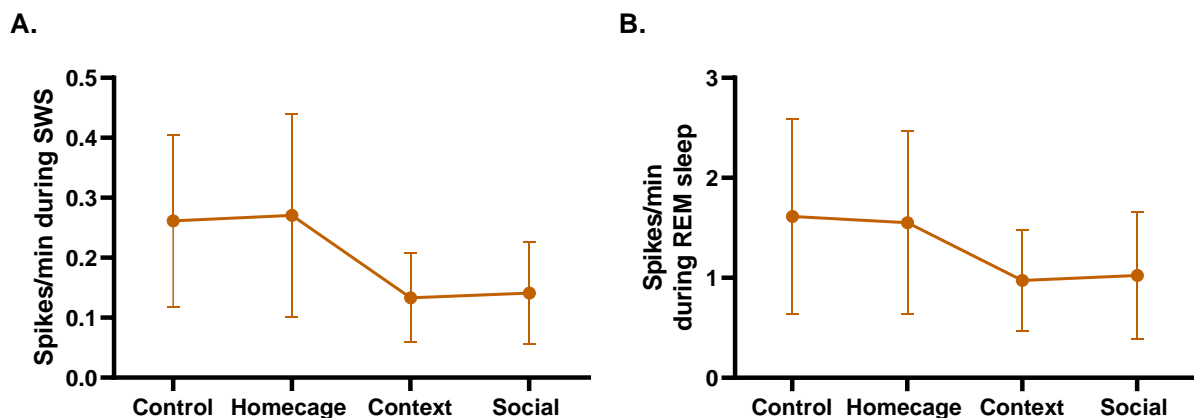 A.
Spikes/min during SWS
0.5
0.4
0.3
0.2
0.1
0.0
Control Homecage Context Social
B.
Spikes/min
during REM sleep
3
2
1
0
Control Homecage Context Social